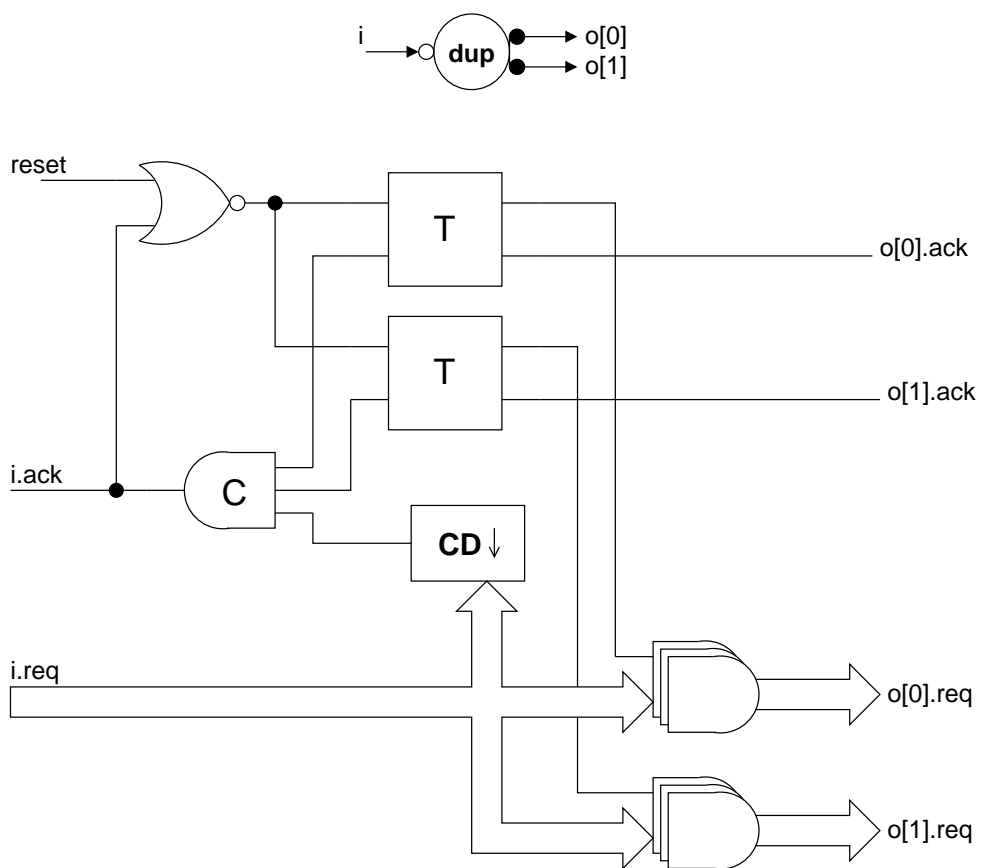 i
dup
o[0]
o[1]
reset
T
o[0].ack
T
o[1].ack
i.ack
C
CD ↓
i.req
o[0].req
o[1].req